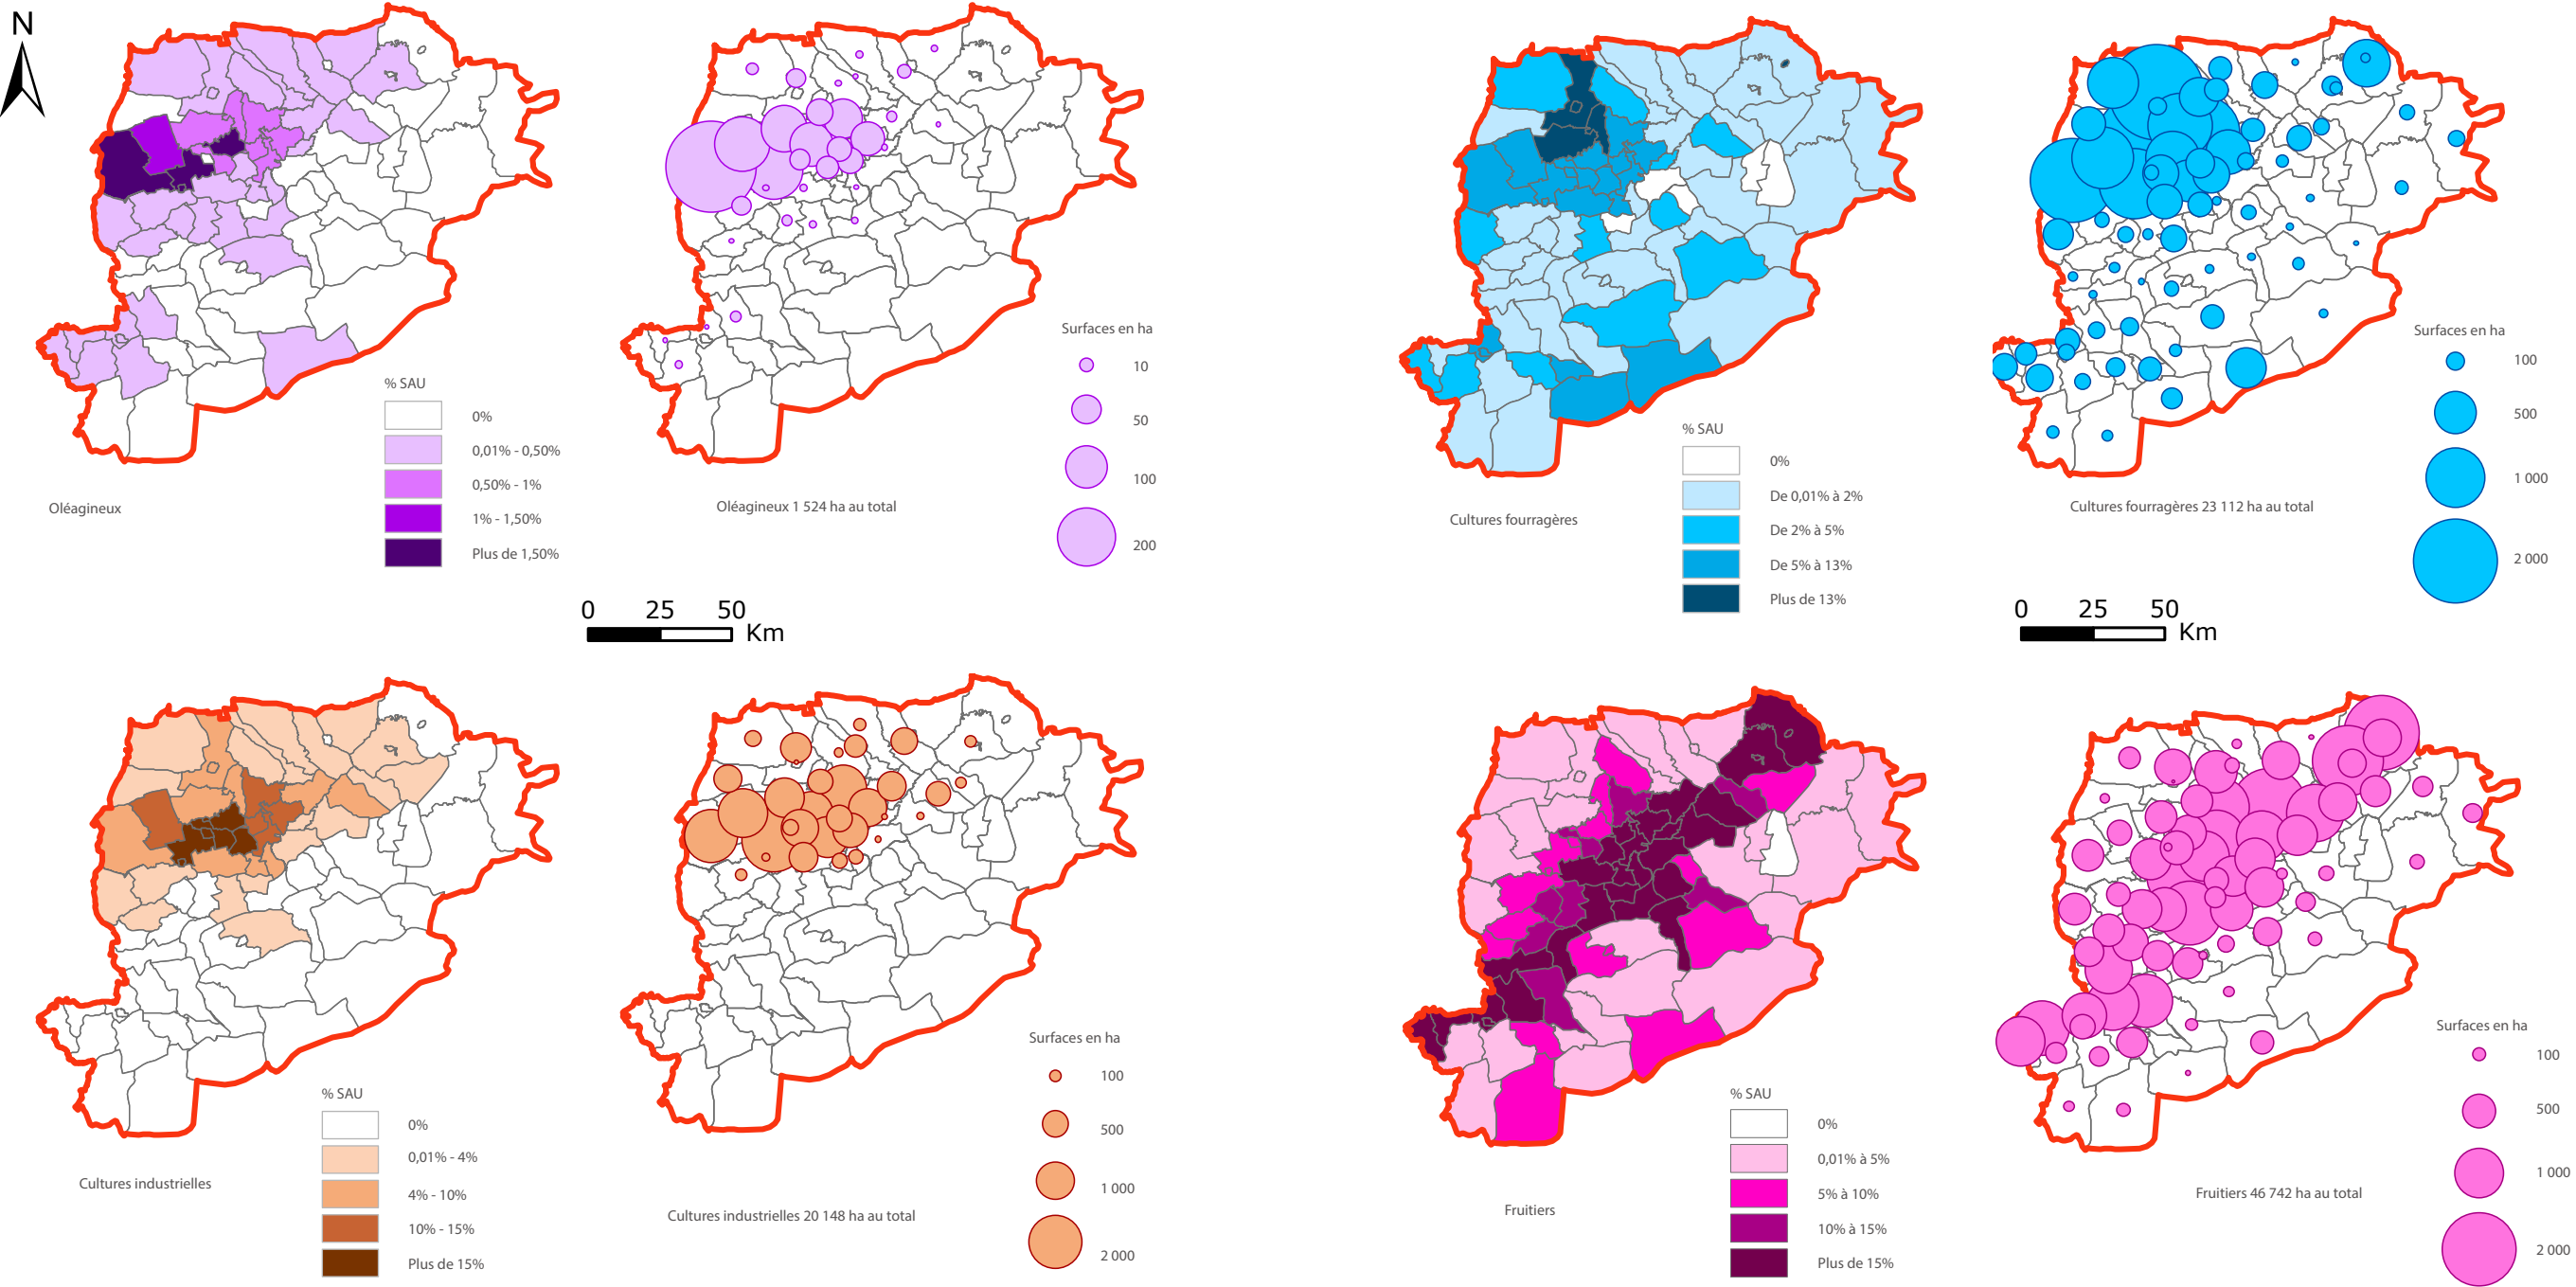 N
% SAU
0%
0,01% - 0,50%
0,50% - 1%
1% - 1,50%
Plus de 1,50%
Oléagineux
Surfaces en ha
10
50
100
200
Oléagineux 1 524 ha au total
0 25 50
Km
% SAU
0%
De 0,01% à 2%
De 2% à 5%
De 5% à 13%
Plus de 13%
Cultures fourragères
Surfaces en ha
100
500
1 000
2 000
Cultures fourragères 23 112 ha au total
0 25 50
Km
% SAU
0%
0,01% - 4%
4% - 10%
10% - 15%
Plus de 15%
Cultures industrielles
Surfaces en ha
100
500
1 000
2 000
Cultures industrielles 20 148 ha au total
% SAU
0%
0,01% à 5%
5% à 10%
10% à 15%
Plus de 15%
Fruitiers
Surfaces en ha
100
500
1 000
2 000
Fruitiers 46 742 ha au total